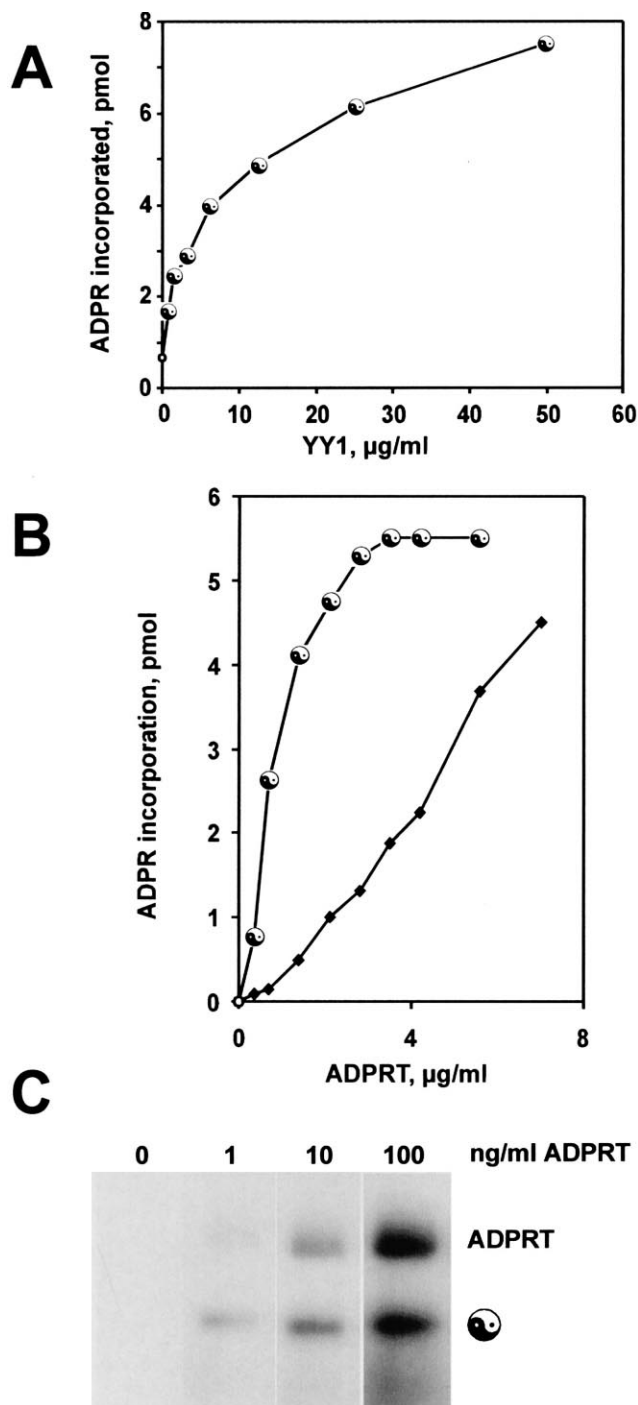 A
ADPR incorporated, pmol
8
6
4
2
0
0 10 20 30 40 50 60
YY1, µg/ml
B
ADPR incorporation, pmol
6
5
4
3
2
1
0
0 4 8
ADPRT, µg/ml
C
0 1 10 100 ng/ml ADPRT
ADPRT